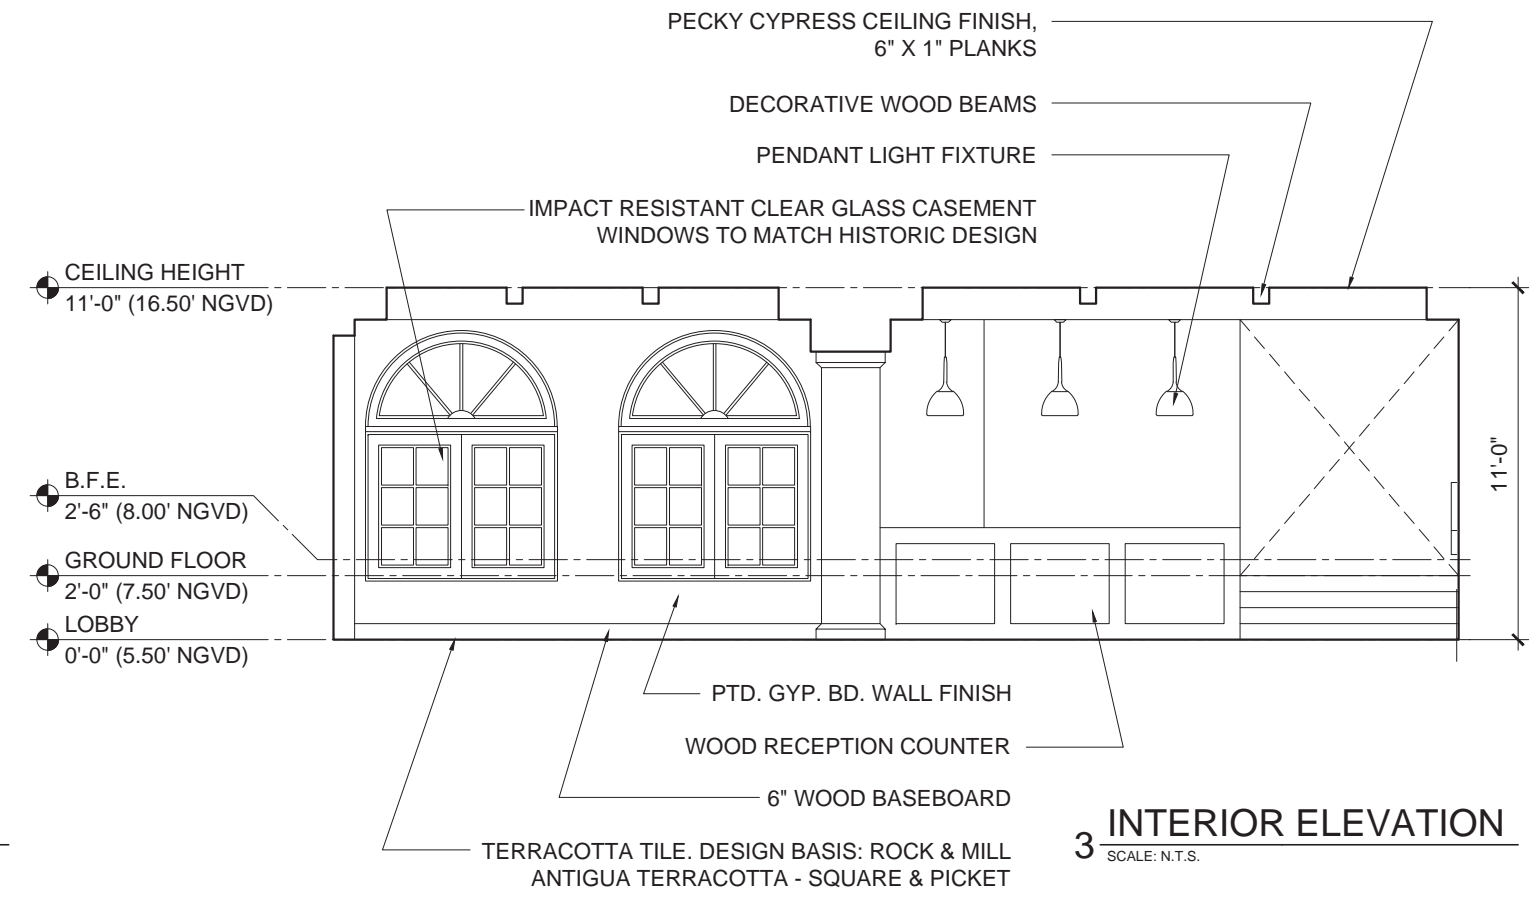 PECKY CYPRESS CEILING FINISH,
6" X 1" PLANKS
DECORATIVE WOOD BEAMS
PENDANT LIGHT FIXTURE
IMPACT RESISTANT CLEAR GLASS CASEMENT
WINDOWS TO MATCH HISTORIC DESIGN
CEILING HEIGHT
11'-0" (16.50' NGVD)
B.F.E.
2'-6" (8.00' NGVD)
GROUND FLOOR
2'-0" (7.50' NGVD)
LOBBY
0'-0" (5.50' NGVD)
11'-0"
PTD. GYP. BD. WALL FINISH
WOOD RECEPTION COUNTER
6" WOOD BASEBOARD
TERRACOTTA TILE. DESIGN BASIS: ROCK & MILL
ANTIGUA TERRACOTTA - SQUARE & PICKET
3 INTERIOR ELEVATION
SCALE: N.T.S.